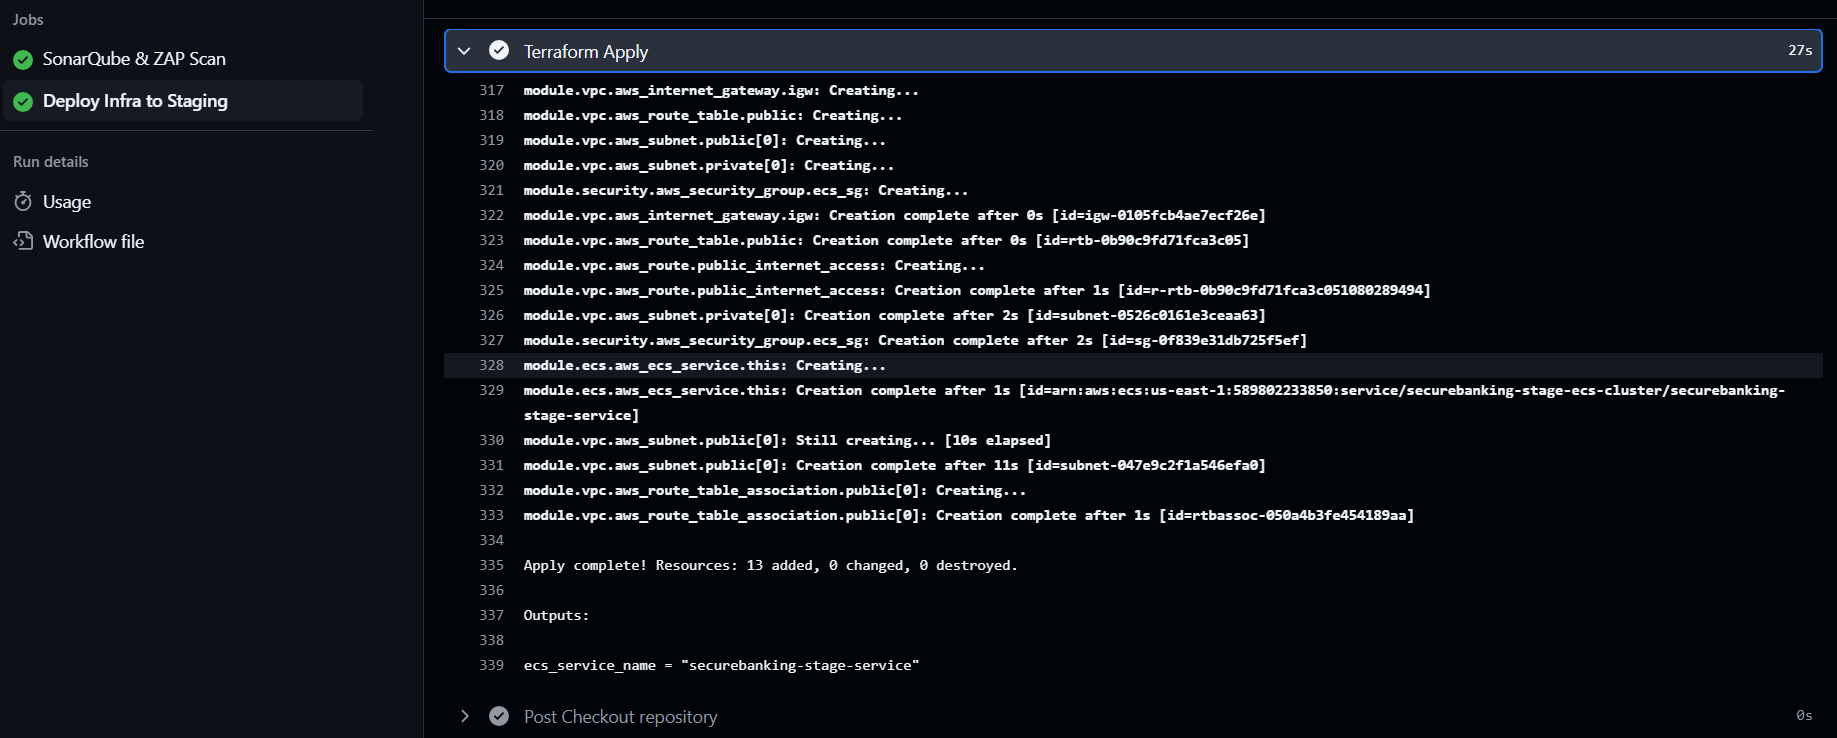 Jobs
SonarQube & ZAP Scan
Deploy Infra to Staging
Run details
Usage
Workflow file
Terraform Apply 27s
317 module.vpc.aws_internet_gateway.igw: Creating...
318 module.vpc.aws_route_table.public: Creating...
319 module.vpc.aws_subnet.public[0]: Creating...
320 module.vpc.aws_subnet.private[0]: Creating...
321 module.security.aws_security_group.ecs_sg: Creating...
322 module.vpc.aws_internet_gateway.igw: Creation complete after 0s [id=igw-0105fcb4ae7ecf26e]
323 module.vpc.aws_route_table.public: Creation complete after 0s [id=rtb-0b90c9fd71fca3c05]
324 module.vpc.aws_route.public_internet_access: Creating...
325 module.vpc.aws_route.public_internet_access: Creation complete after 1s [id=r-rtb-0b90c9fd71fca3c051080289494]
326 module.vpc.aws_subnet.private[0]: Creation complete after 2s [id=subnet-0526c0161e3ceaa63]
327 module.security.aws_security_group.ecs_sg: Creation complete after 2s [id=sg-0f839e31db725f5ef]
328 module.ecs.aws_ecs_service.this: Creating...
329 module.ecs.aws_ecs_service.this: Creation complete after 1s [id=arn:aws:ecs:us-east-1:589802233850:service/securebanking-stage-ecs-cluster/securebanking-
stage-service]
330 module.vpc.aws_subnet.public[0]: Still creating... [10s elapsed]
331 module.vpc.aws_subnet.public[0]: Creation complete after 11s [id=subnet-047e9c2f1a546efa0]
332 module.vpc.aws_route_table_association.public[0]: Creating...
333 module.vpc.aws_route_table_association.public[0]: Creation complete after 1s [id=rtbassoc-050a4b3fe454189aa]
334
335 Apply complete! Resources: 13 added, 0 changed, 0 destroyed.
336
337 Outputs:
338
339 ecs_service_name = "securebanking-stage-service"
Post Checkout repository 0s